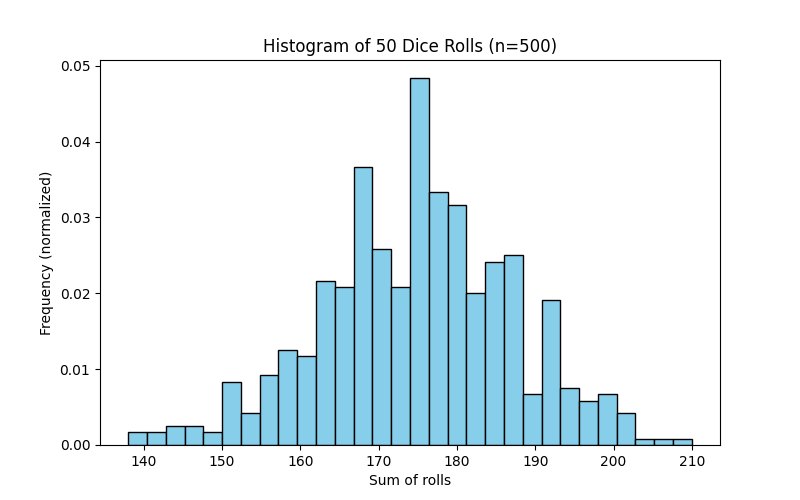 Histogram of 50 Dice Rolls (n=500)
Frequency (normalized)
0.05
0.04
0.03
0.02
0.01
0.00
140 150 160 170 180 190 200 210
Sum of rolls